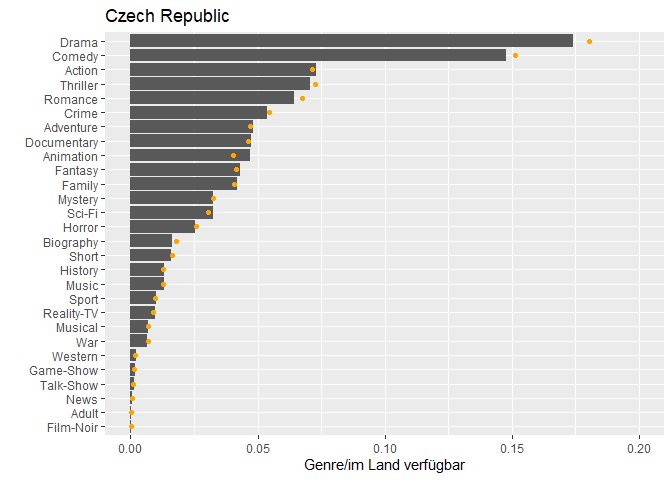 Czech Republic
Drama
Comedy
Action
Thriller
Romance
Crime
Adventure
Documentary
Animation
Fantasy
Family
Mystery
Sci-Fi
Horror
Biography
Short
History
Music
Sport
Reality-TV
Musical
War
Western
Game-Show
Talk-Show
News
Adult
Film-Noir
0.00 0.05 0.10 0.15 0.20
Genre/im Land verfügbar